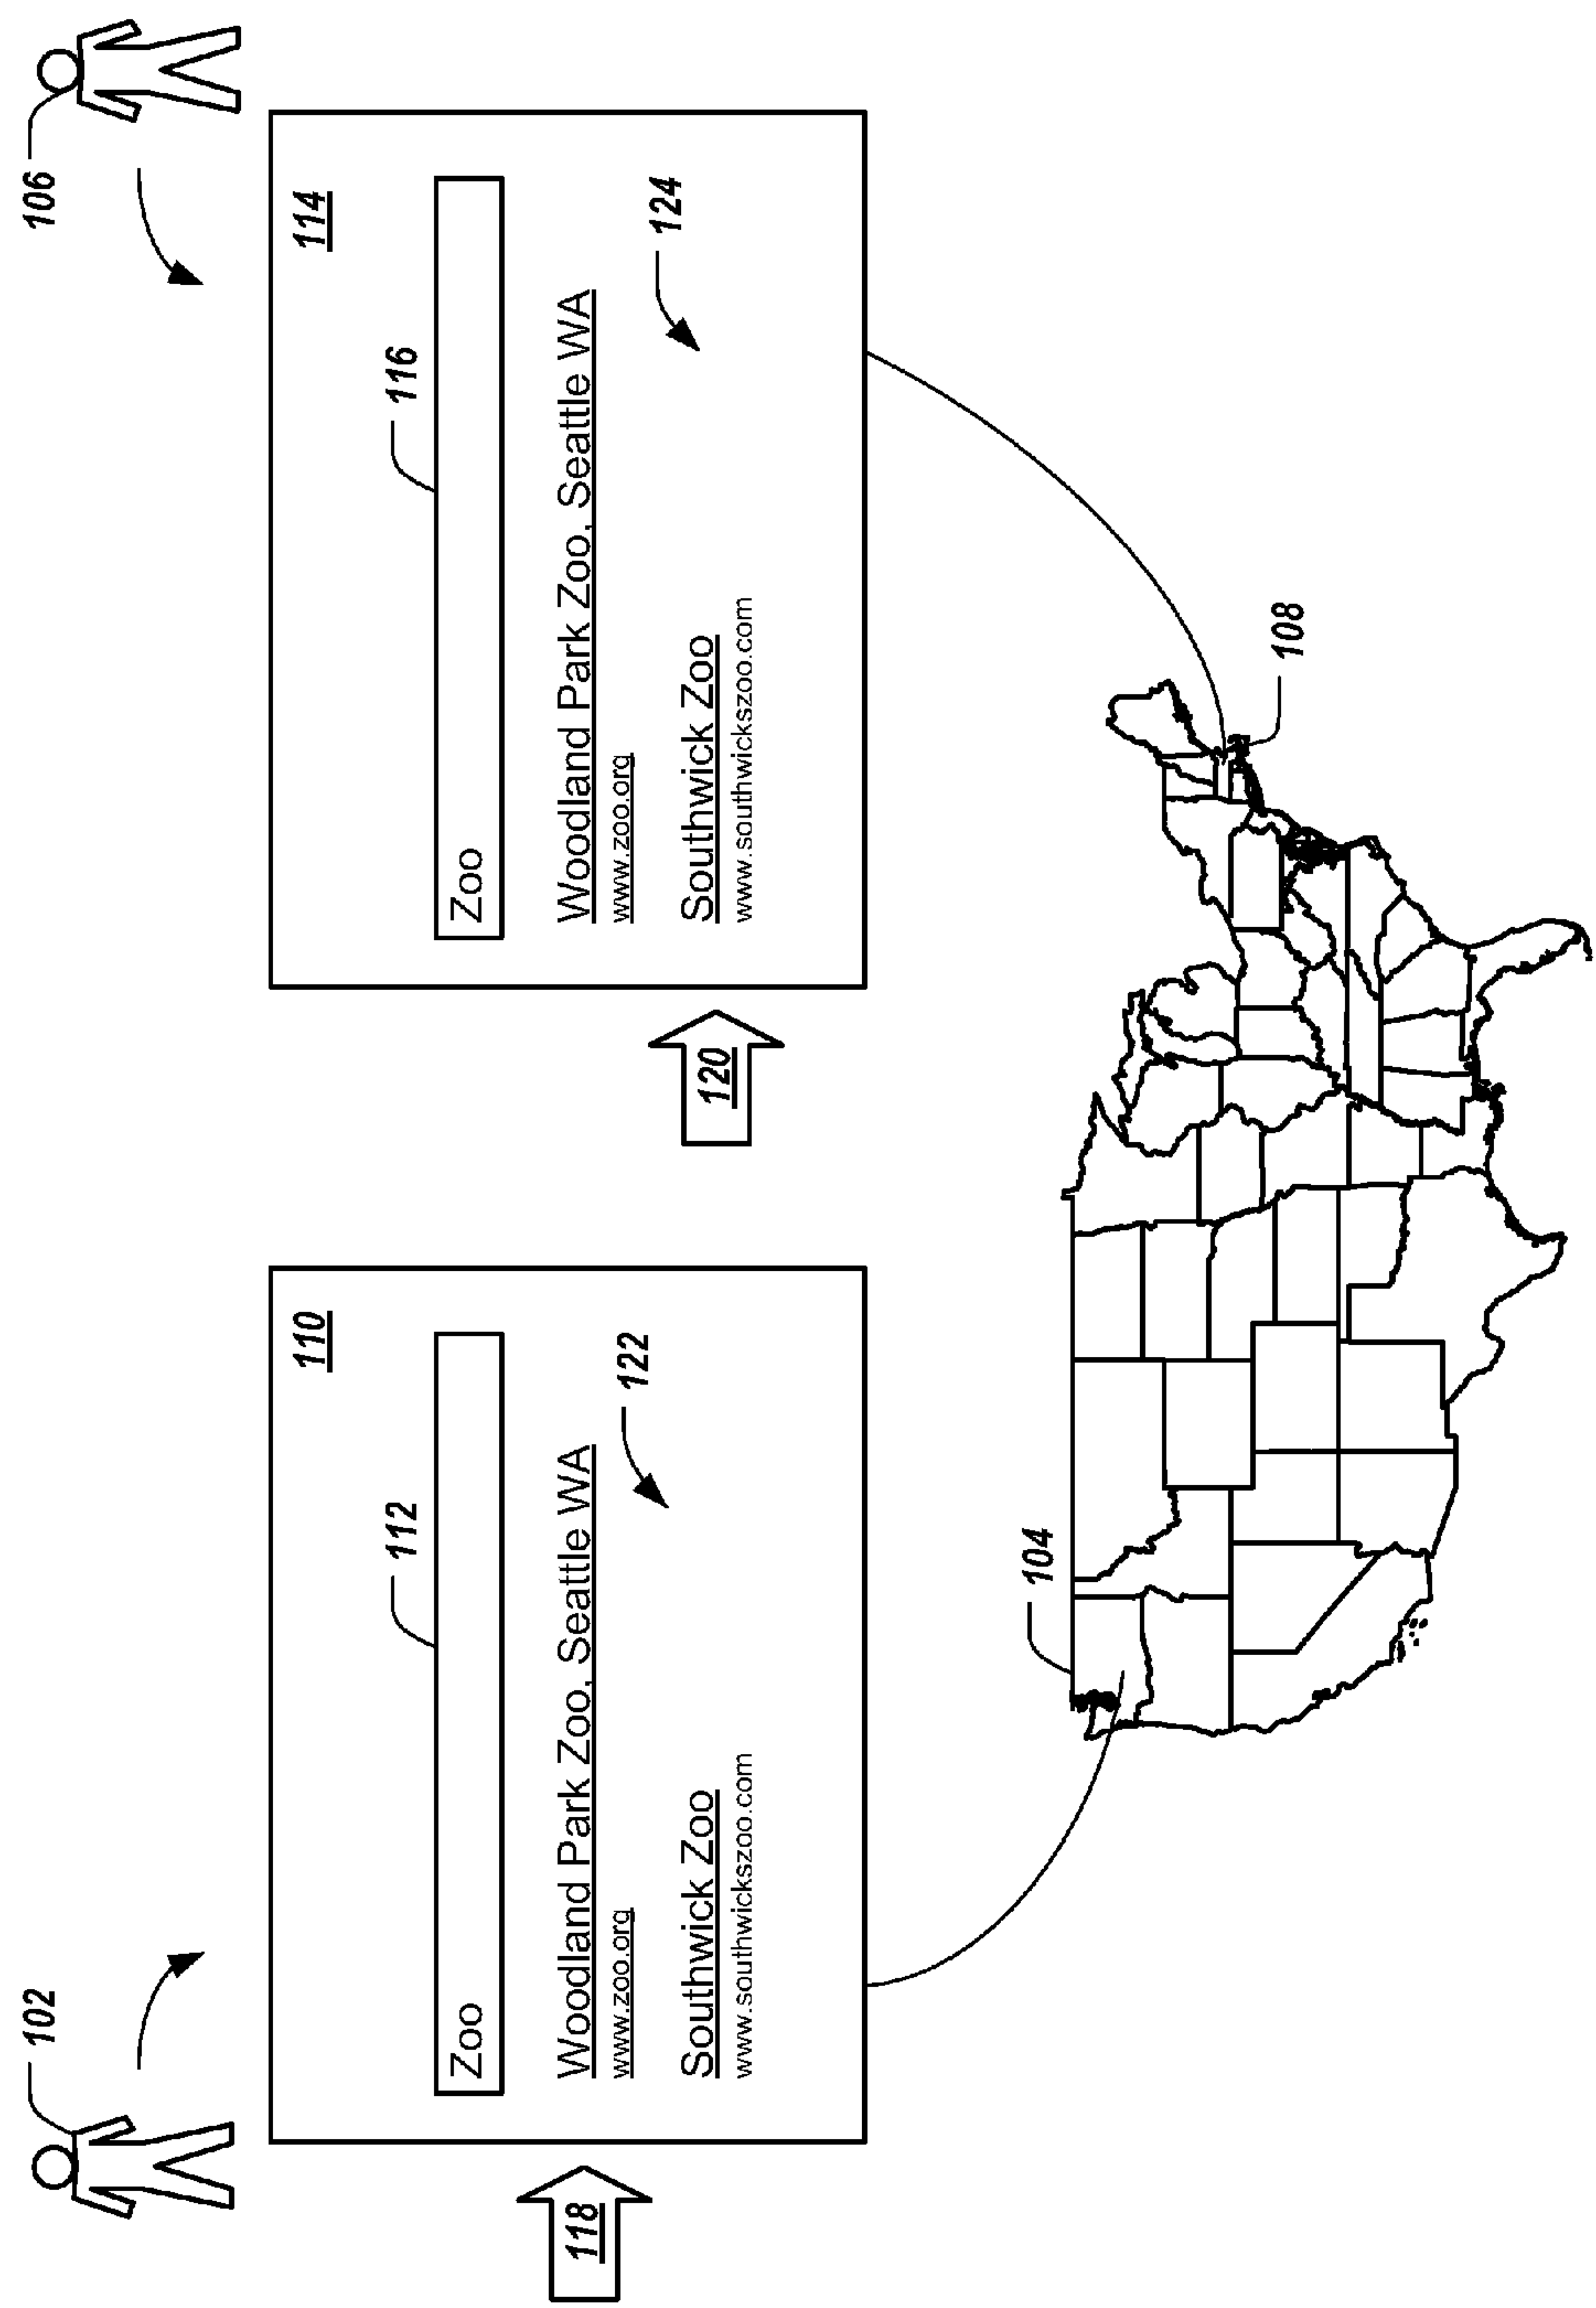 102
106
110
112
Zoo
Woodland Park Zoo, Seattle WA
www.zoo.org
122
Southwick Zoo
www.southwickszoo.com
118
114
116
Zoo
Woodland Park Zoo, Seattle WA
www.zoo.org
124
Southwick Zoo
www.southwickszoo.com
120
104
108